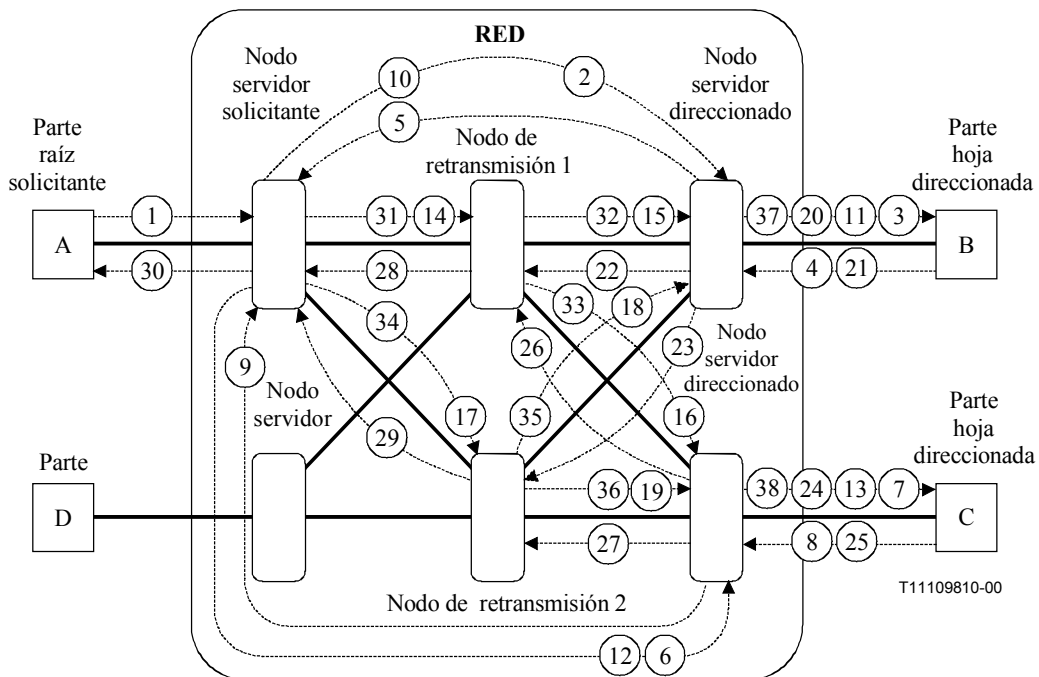 RED
Nodo
servidor
solicitante
10
2
Nodo
servidor
direccionado
5
Parte
raíz
solicitante
Nodo de
retransmisión 1
Parte
hoja
direccionada
1
31
14
32
15
37
20
11
3
A
B
30
28
22
4
21
34
33
18
9
26
23
Nodo
servidor
direccionado
Nodo
servidor
17
35
16
29
Parte
Parte
hoja
direccionada
36
19
38
24
13
7
D
C
27
8
25
T11109810-00
Nodo de retransmisión 2
12
6